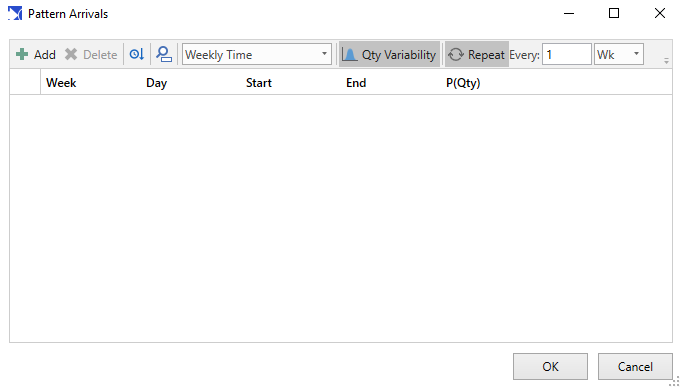 Pattern Arrivals
Add Delete Weekly Time Qty Variability Repeat Every: 1 Wk
Week Day Start End P(Qty)
OK Cancel